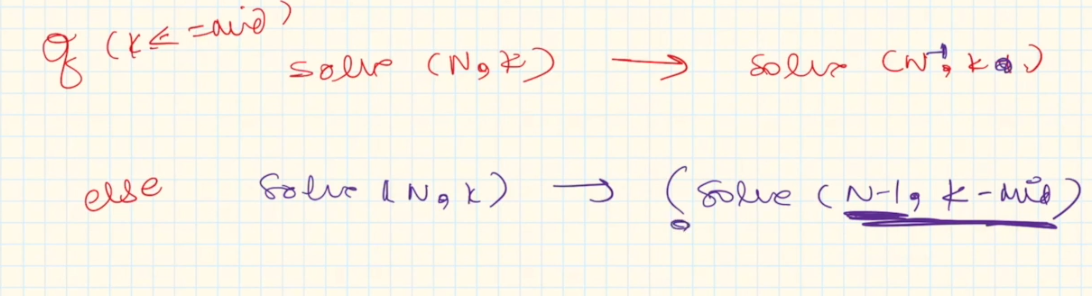 if (K <= mid)
solve (N, K) → solve (N-1, K)
else solve (N, K) → (solve (N-1, K-mid)